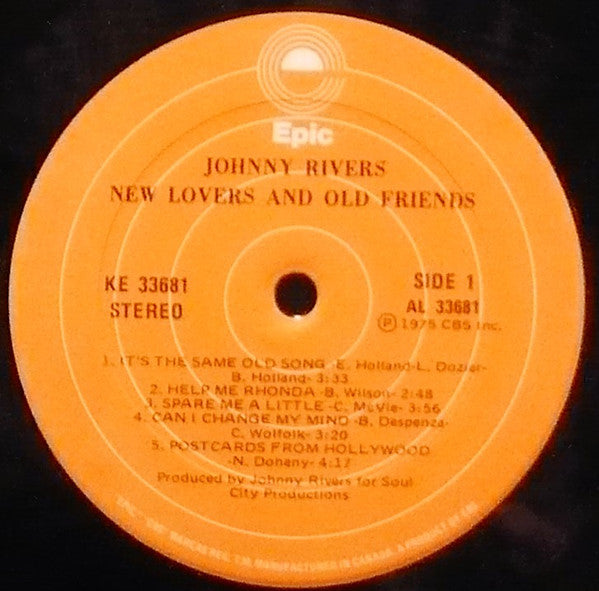 Epic
JOHNNY RIVERS
NEW LOVERS AND OLD FRIENDS
KE 33681
STEREO
SIDE 1
AL 33681
Ⓟ 1975 CBS Inc.
1. IT'S THE SAME OLD SONG -E. Holland-L. Dozier-
B. Holland- 3:33
2. HELP ME RHONDA -B. Wilson- 2:48
3. SPARE ME A LITTLE -C. McVie- 3:56
4. CAN I CHANGE MY MIND -B. Despenza-
C. Wolfolk- 3:20
5. POSTCARDS FROM HOLLYWOOD
-N. Doheny- 4:17
Produced by Johnny Rivers for Soul
City Productions
MANUFACTURED IN CANADA